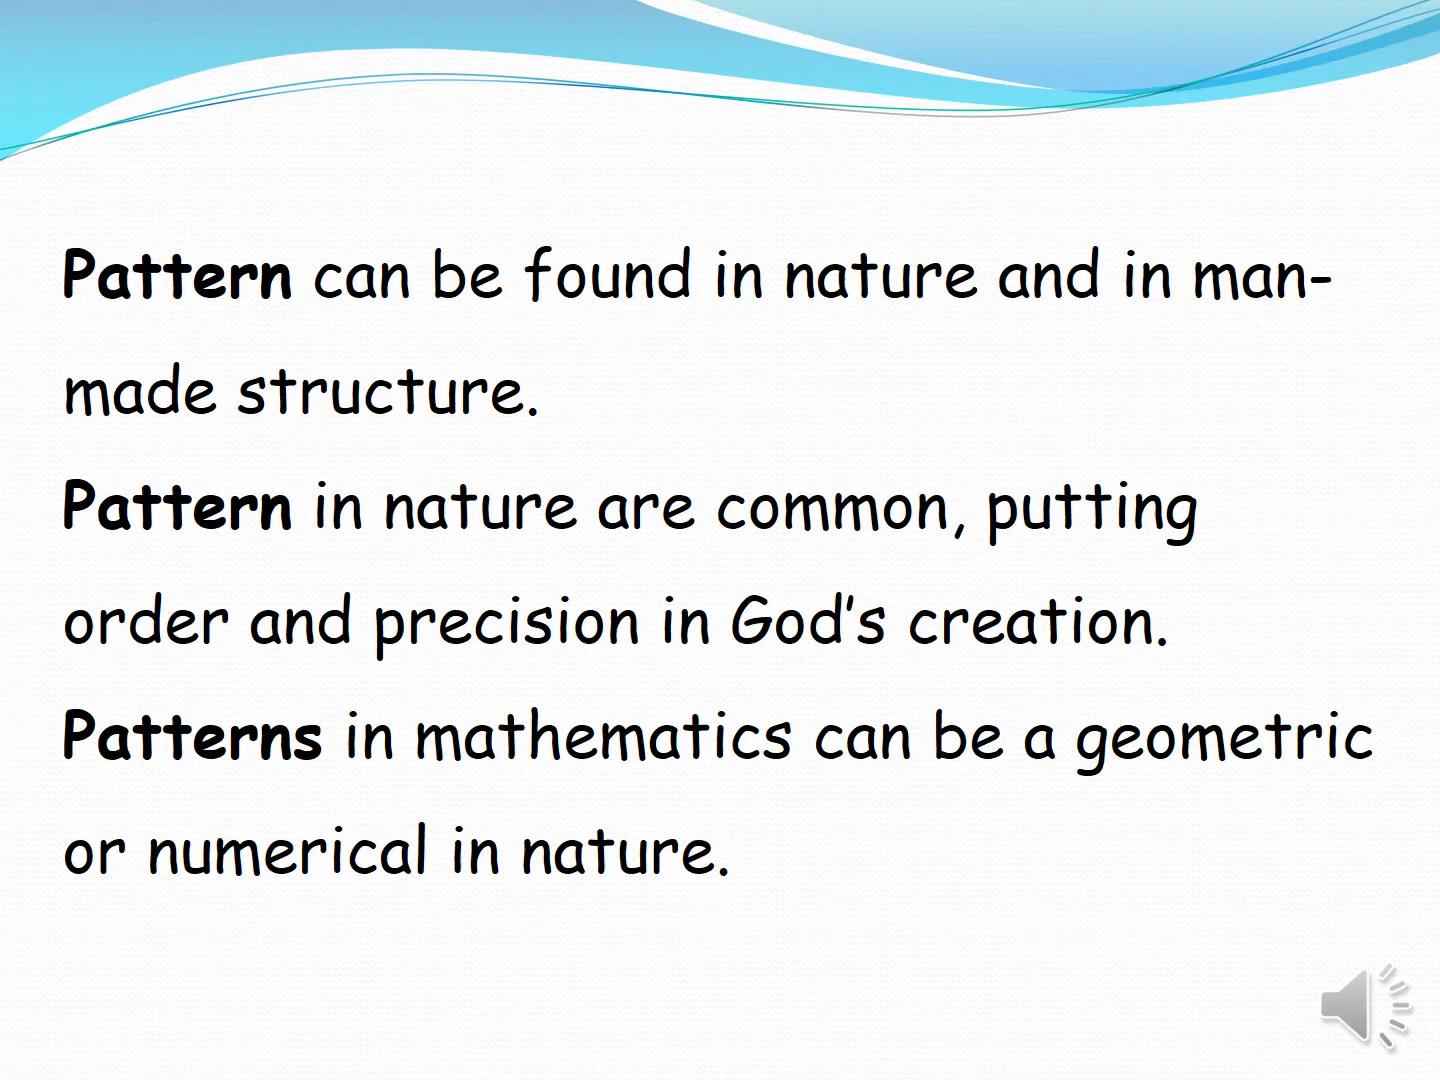 Pattern can be found in nature and in man-
made structure.
Pattern in nature are common, putting
order and precision in God’s creation.
Patterns in mathematics can be a geometric
or numerical in nature.